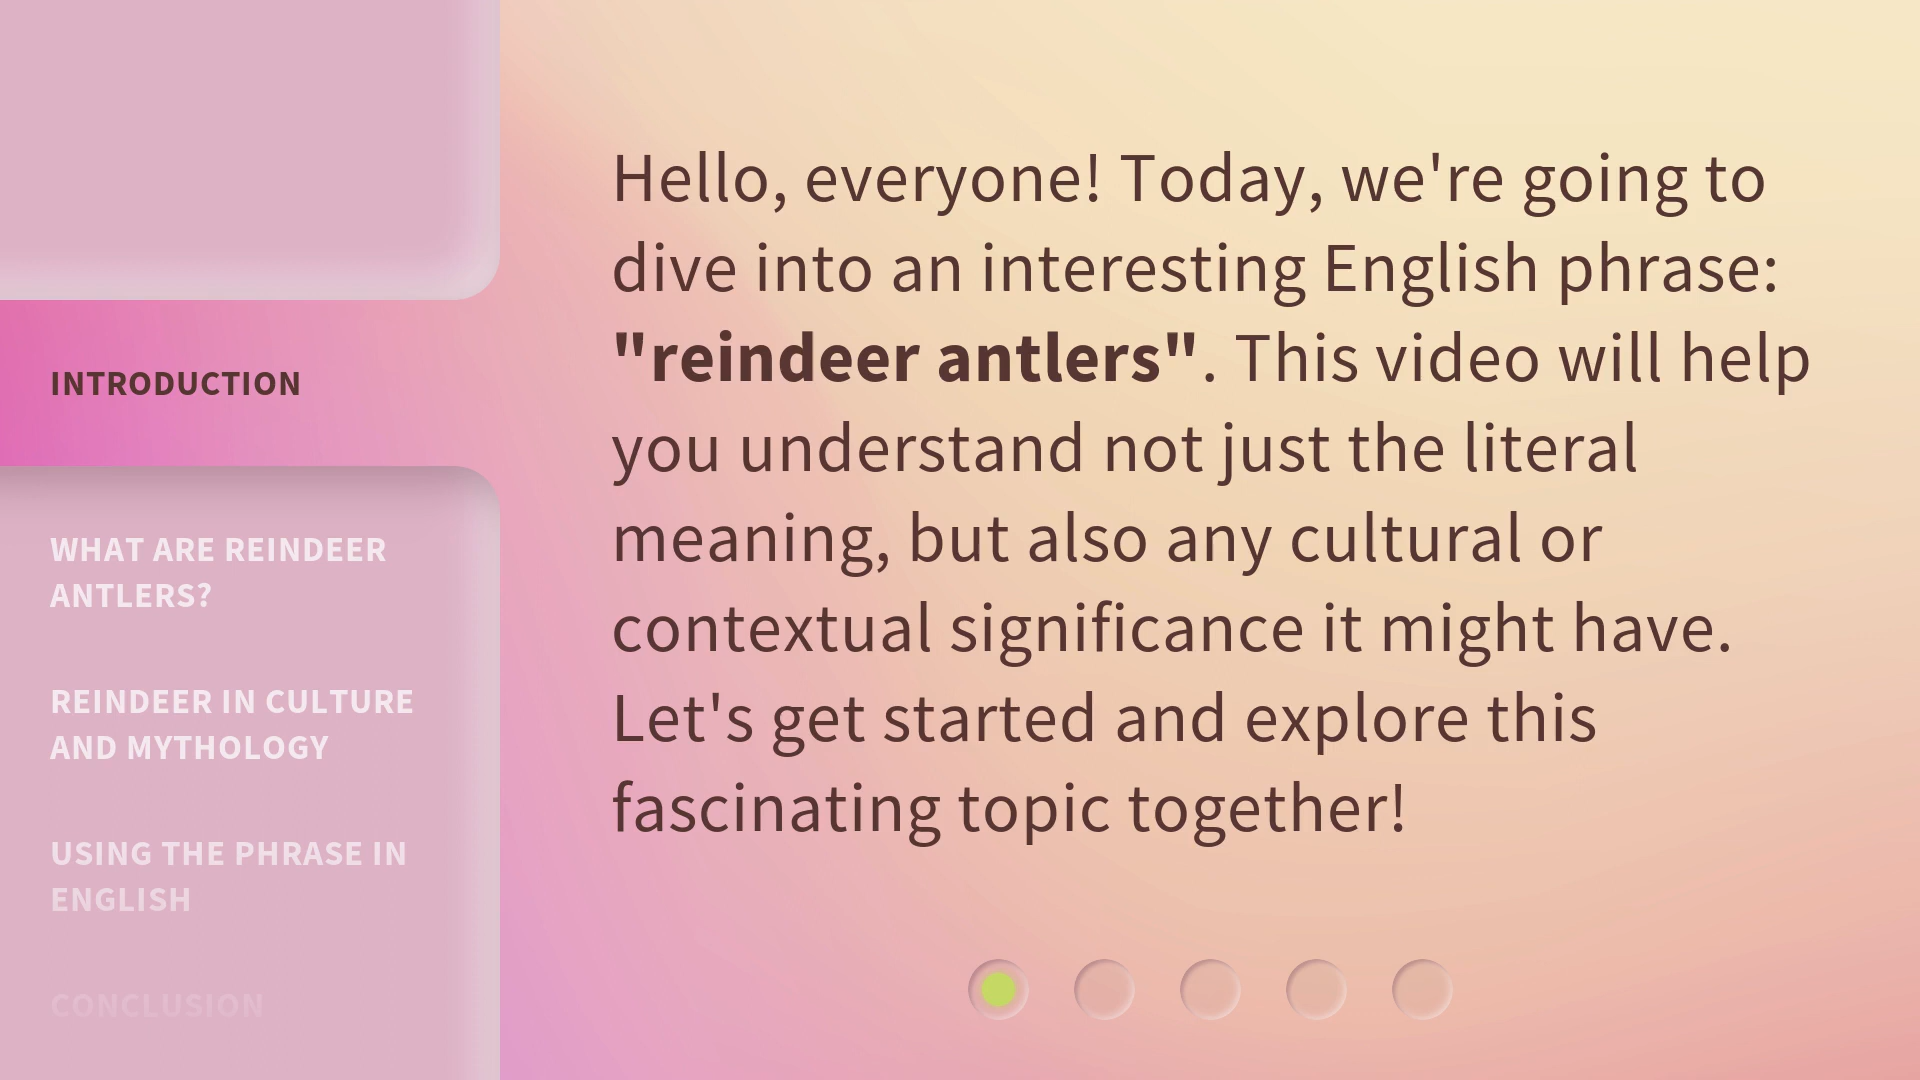 INTRODUCTION
WHAT ARE REINDEER
ANTLERS?
REINDEER IN CULTURE
AND MYTHOLOGY
USING THE PHRASE IN
ENGLISH
CONCLUSION
Hello, everyone! Today, we're going to
dive into an interesting English phrase:
"reindeer antlers". This video will help
you understand not just the literal
meaning, but also any cultural or
contextual significance it might have.
Let's get started and explore this
fascinating topic together!